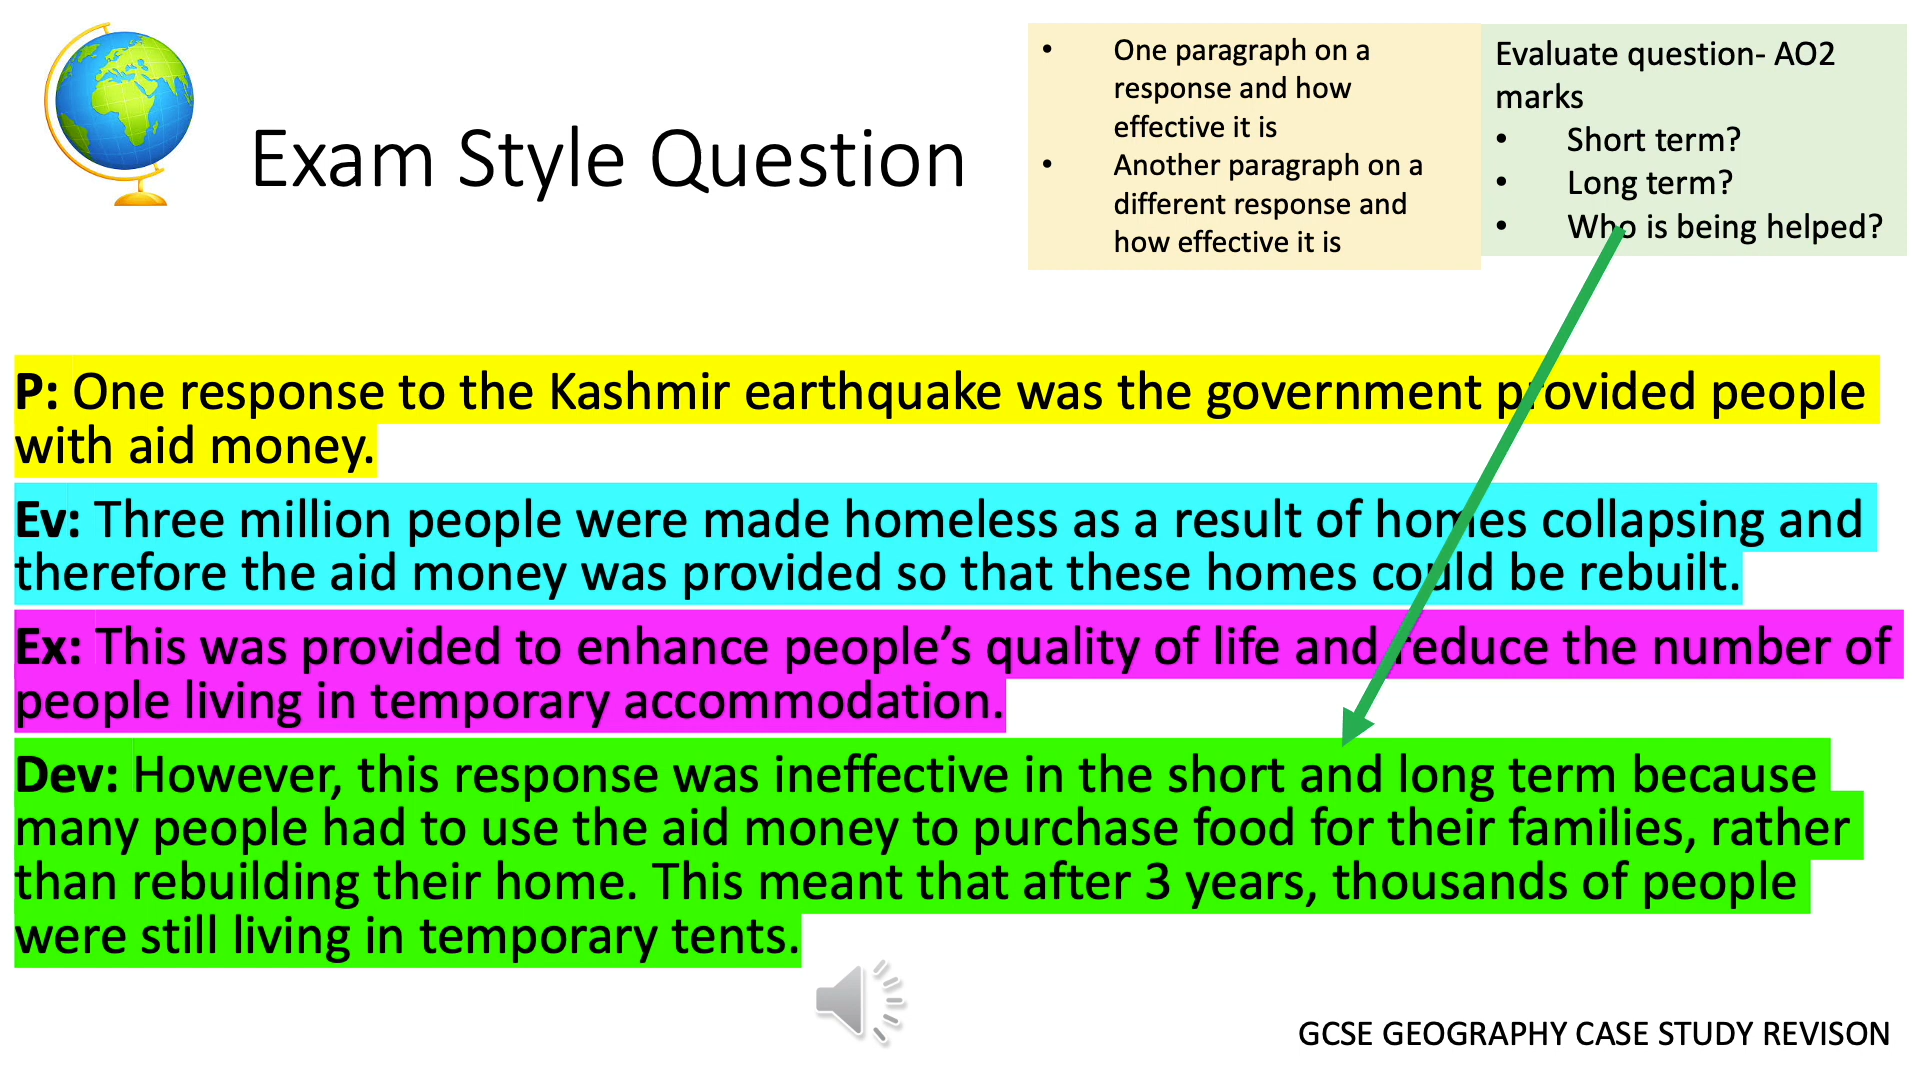 Exam Style Question
• One paragraph on a
response and how
effective it is
• Another paragraph on a
different response and
how effective it is
Evaluate question- AO2
marks
• Short term?
• Long term?
• Who is being helped?
P: One response to the Kashmir earthquake was the government provided people
with aid money.
Ev: Three million people were made homeless as a result of homes collapsing and
therefore the aid money was provided so that these homes could be rebuilt.
Ex: This was provided to enhance people’s quality of life and reduce the number of
people living in temporary accommodation.
Dev: However, this response was ineffective in the short and long term because
many people had to use the aid money to purchase food for their families, rather
than rebuilding their home. This meant that after 3 years, thousands of people
were still living in temporary tents.
GCSE GEOGRAPHY CASE STUDY REVISON